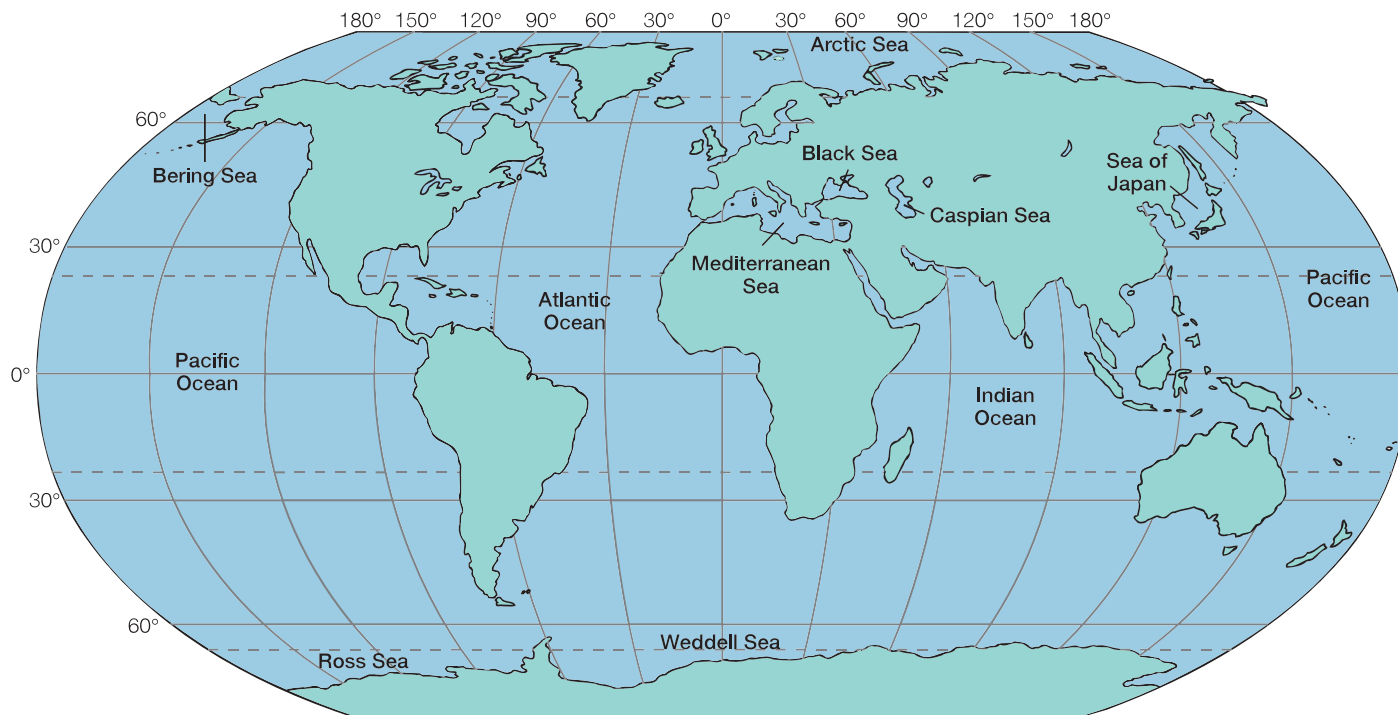 180° 150° 120° 90° 60° 30° 0° 30° 60° 90° 120° 150° 180°
Arctic Sea
60°
Black Sea
Sea of
Japan
Bering Sea
Caspian Sea
30°
Mediterranean
Sea
Pacific
Ocean
Atlantic
Ocean
Pacific
Ocean
0°
Indian
Ocean
30°
60°
Weddell Sea
Ross Sea